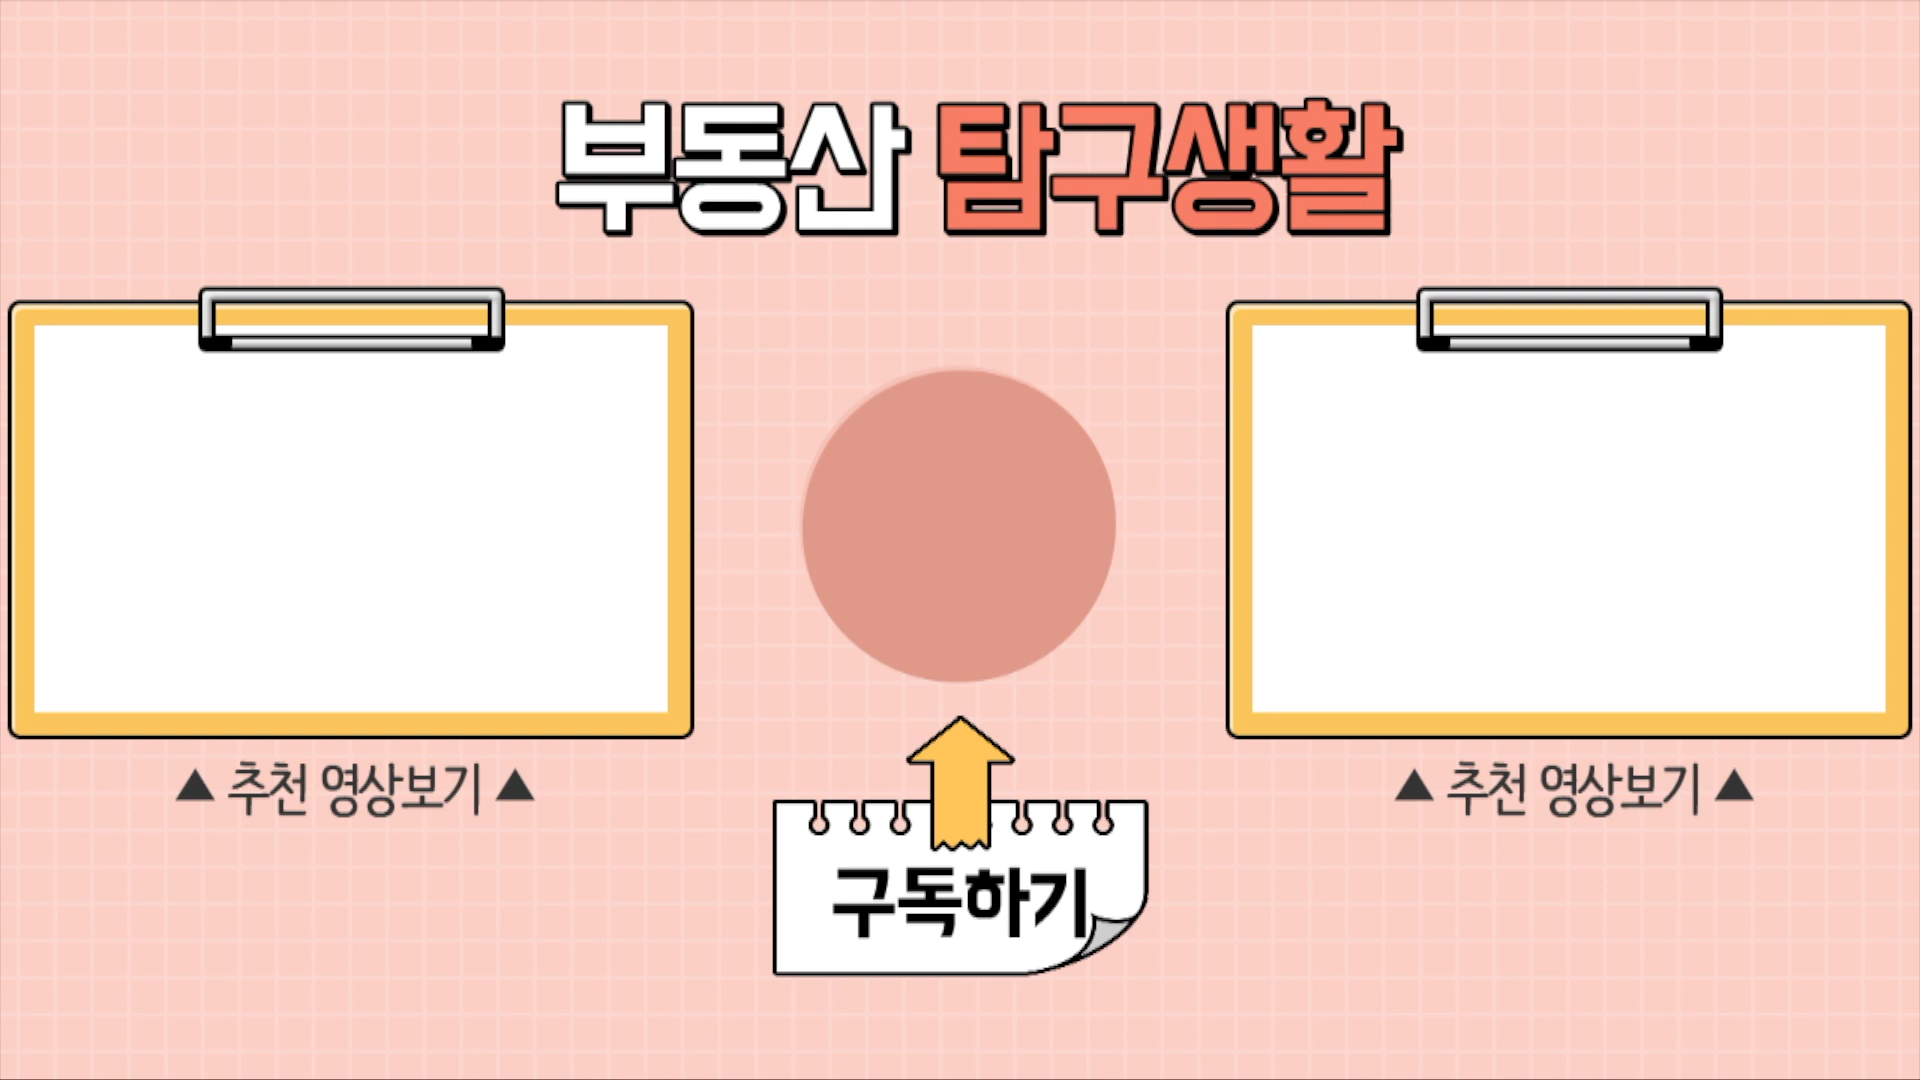 부동산 탐구생활
▲ 추천 영상보기 ▲
▲ 추천 영상보기 ▲
구독하기